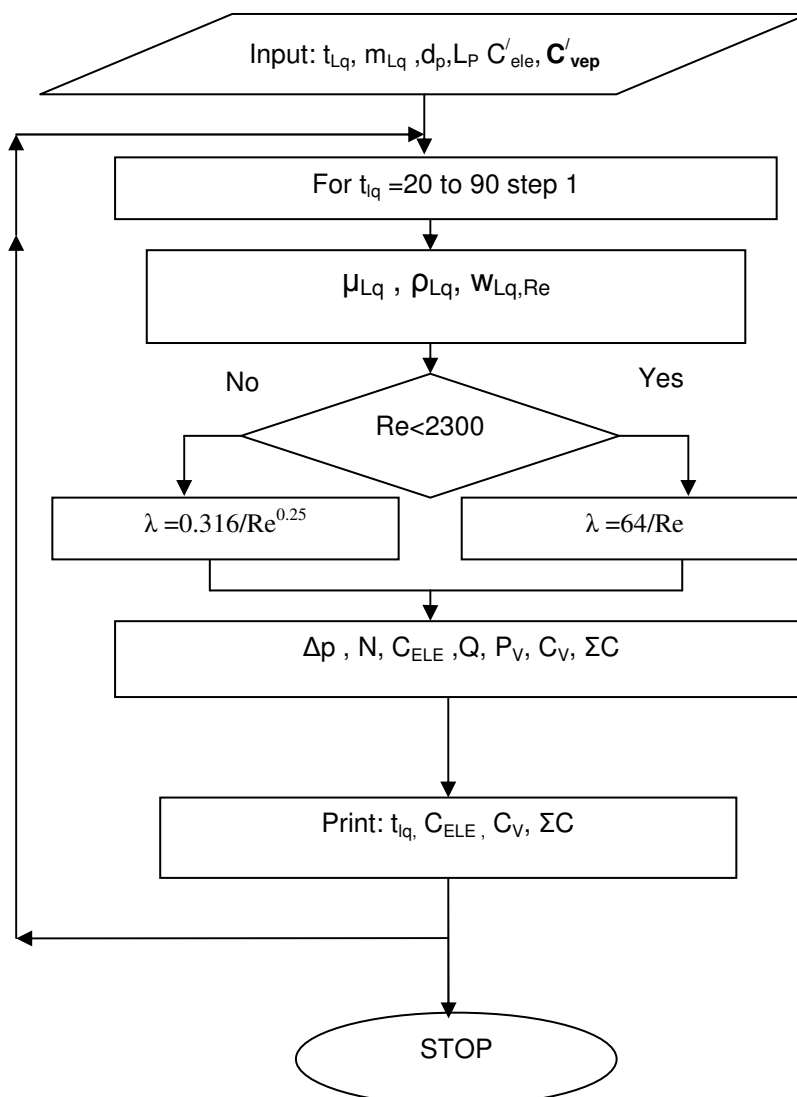 Input: t_Lq, m_Lq ,d_p,L_P C^/_ele, C^/_vep
For t_lq =20 to 90 step 1
μ_Lq , ρ_Lq, w_Lq,Re
No
Yes
Re<2300
λ =0.316/Re^0.25
λ =64/Re
Δp , N, C_ELE ,Q, P_V, C_V, ΣC
Print: t_lq, C_ELE , C_V, ΣC
STOP